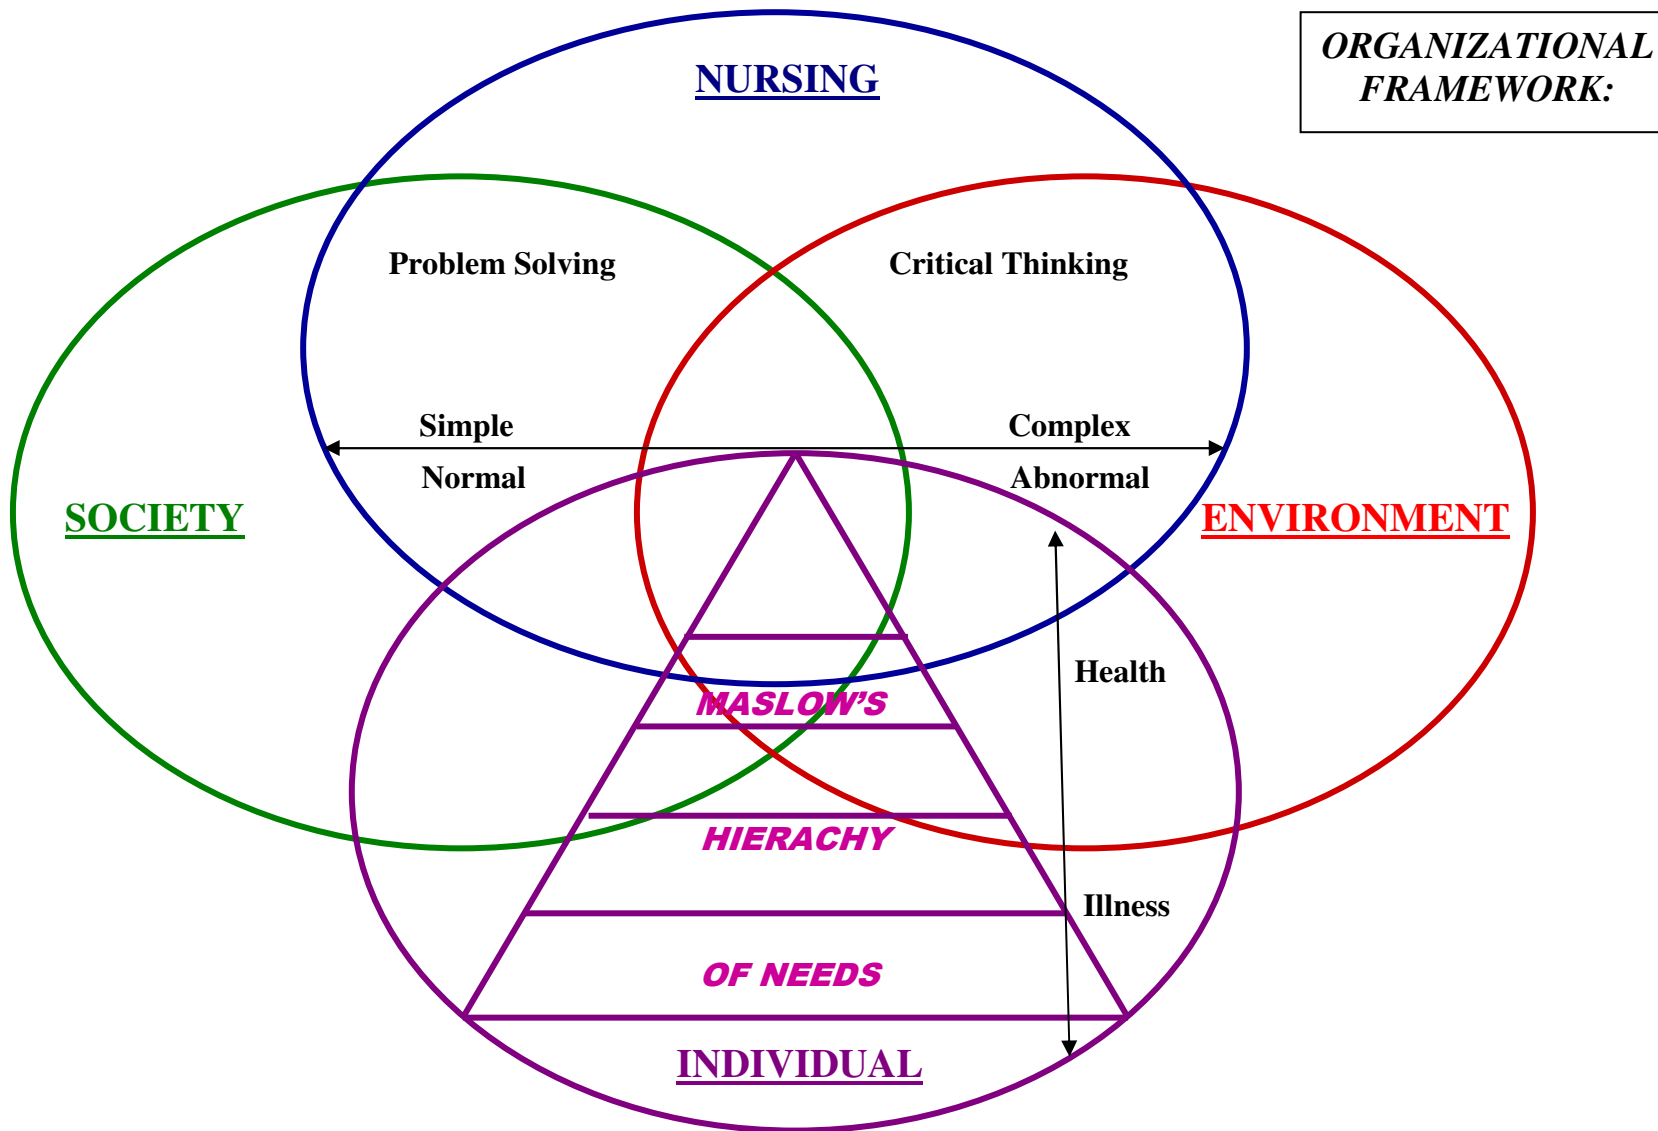 ORGANIZATIONAL
FRAMEWORK:
NURSING
Problem Solving
Critical Thinking
Simple
Complex
Normal
Abnormal
SOCIETY
ENVIRONMENT
Health
MASLOW'S
HIERACHY
Illness
OF NEEDS
INDIVIDUAL